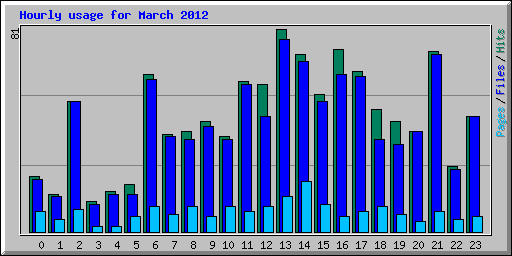 Hourly usage for March 2012
81
Pages / Files / Hits
0 1 2 3 4 5 6 7 8 9 10 11 12 13 14 15 16 17 18 19 20 21 22 23